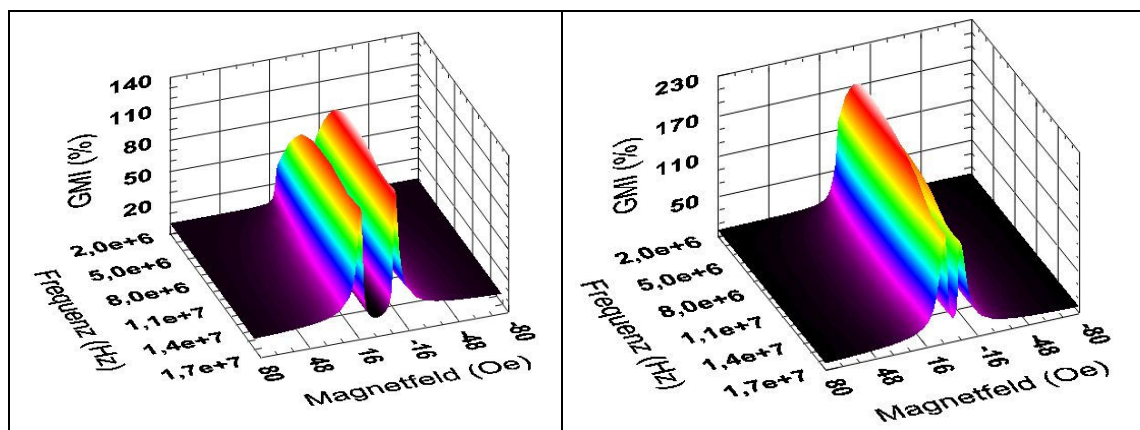 140
110
80
50
20
GMI (%)
2,0e+6
5,0e+6
8,0e+6
1,1e+7
1,4e+7
1,7e+7
Frequenz (Hz)
80
48
16
-16
-48
-80
Magnetfeld (Oe)
230
170
110
50
GMI (%)
2,0e+6
5,0e+6
8,0e+6
1,1e+7
1,4e+7
1,7e+7
Frequenz (Hz)
80
48
16
-16
-48
-80
Magnetfeld (Oe)